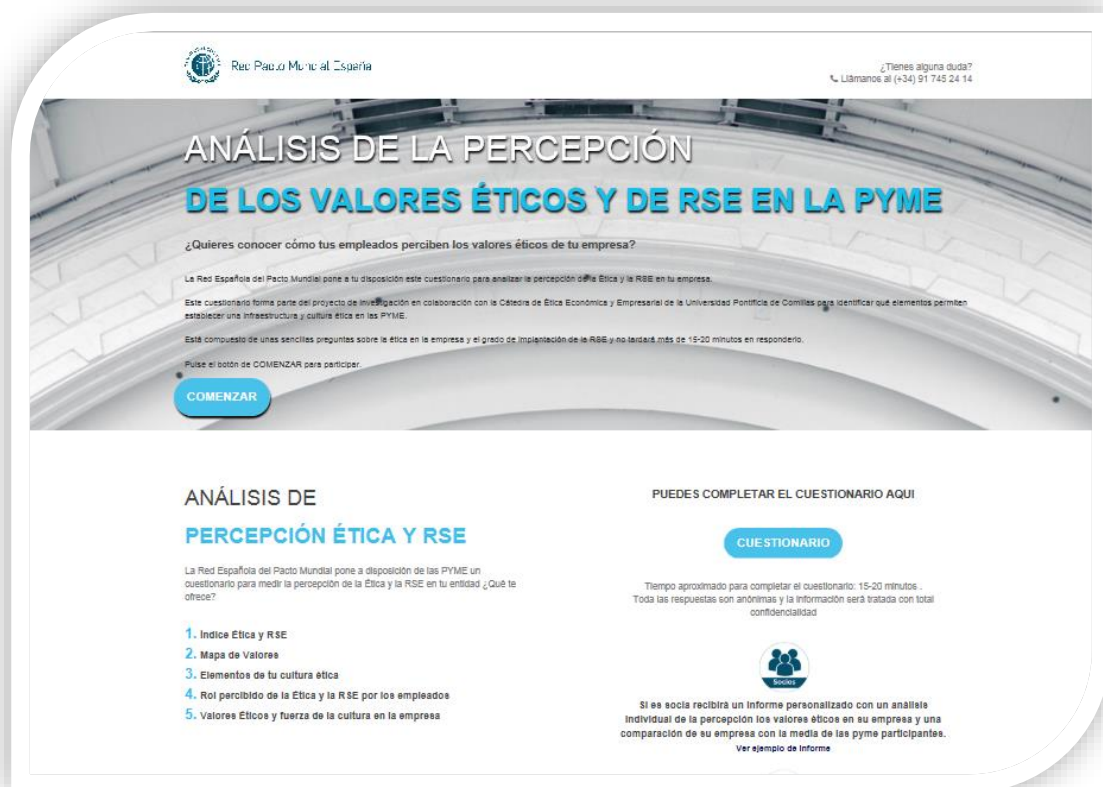 Red Pacto Mundial España
¿Tienes alguna duda?
Llámanos al (+34) 91 745 24 14
ANÁLISIS DE LA PERCEPCIÓN
DE LOS VALORES ÉTICOS Y DE RSE EN LA PYME
¿Quieres conocer cómo tus empleados perciben los valores éticos de tu empresa?
La Red Española del Pacto Mundial pone a tu disposición este cuestionario para analizar la percepción de la Ética y la RSE en tu empresa.
Este cuestionario forma parte del proyecto de investigación en colaboración con la Cátedra de Ética Económica y Empresarial de la Universidad Pontificia de Comillas para identificar qué elementos permiten
establecer una infraestructura y cultura ética en las PYME.
Está compuesto de unas sencillas preguntas sobre la ética en la empresa y el grado de implantación de la RSE y no tardará más de 15-20 minutos en responderlo.
Pulse el botón de COMENZAR para participar.
COMENZAR
ANÁLISIS DE
PERCEPCIÓN ÉTICA Y RSE
La Red Española del Pacto Mundial pone a disposición de las PYME un
cuestionario para medir la percepción de la Ética y la RSE en tu entidad ¿Qué te
ofrece?
1. Índice Ética y RSE
2. Mapa de Valores
3. Elementos de tu cultura ética
4. Rol percibido de la Ética y la RSE por los empleados
5. Valores Éticos y fuerza de la cultura en la empresa
PUEDES COMPLETAR EL CUESTIONARIO AQUI
CUESTIONARIO
Tiempo aproximado para completar el cuestionario: 15-20 minutos .
Toda las respuestas son anónimas y la información será tratada con total
confidencialidad
Socios
Si es socia recibirá un informe personalizado con un análisis
individual de la percepción los valores éticos en su empresa y una
comparación de su empresa con la media de las pyme participantes.
Ver ejemplo de informe